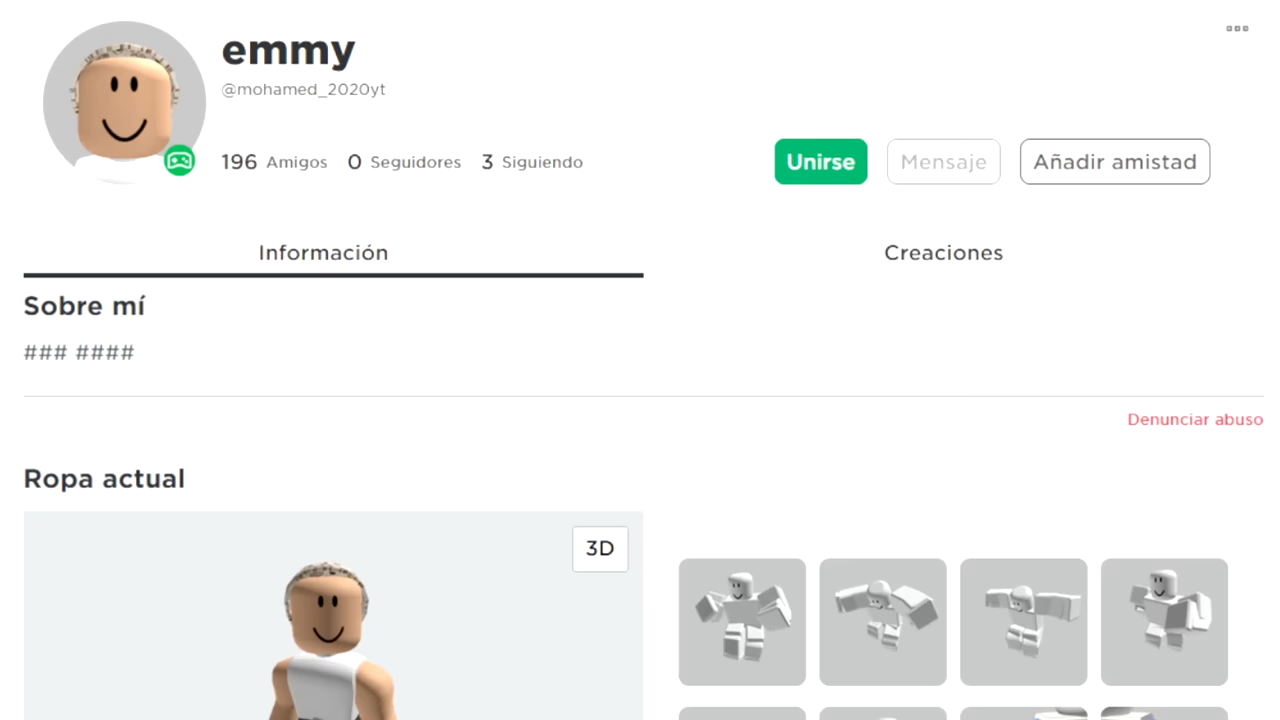 emmy
@mohamed_2020yt
196 Amigos 0 Seguidores 3 Siguiendo
Unirse Mensaje Añadir amistad
Información Creaciones
Sobre mí
### ####
Denunciar abuso
Ropa actual
3D